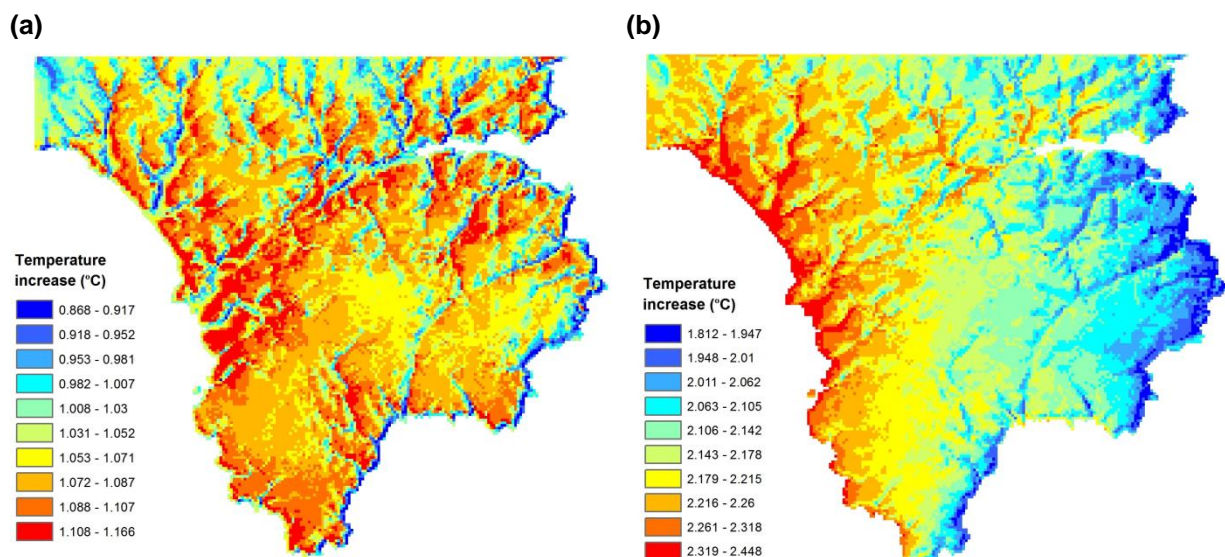 (a)
Temperature
increase (°C)
0.868 - 0.917
0.918 - 0.952
0.953 - 0.981
0.982 - 1.007
1.008 - 1.03
1.031 - 1.052
1.053 - 1.071
1.072 - 1.087
1.088 - 1.107
1.108 - 1.166
(b)
Temperature
increase (°C)
1.812 - 1.947
1.948 - 2.01
2.011 - 2.062
2.063 - 2.105
2.106 - 2.142
2.143 - 2.178
2.179 - 2.215
2.216 - 2.26
2.261 - 2.318
2.319 - 2.448